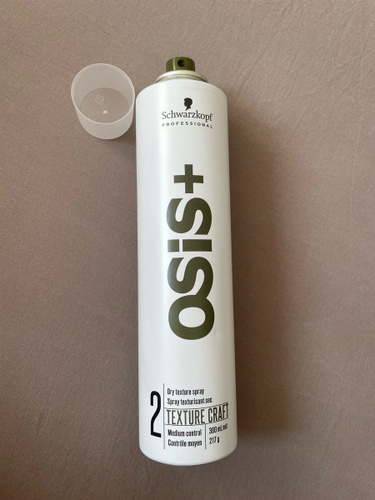 Schwarzkopf
PROFESSIONAL
OSiS+
2
Dry texture spray
Spray texturisant sec
TEXTURE CRAFT
Medium control
Contrôle moyen
300 mL net
217 g